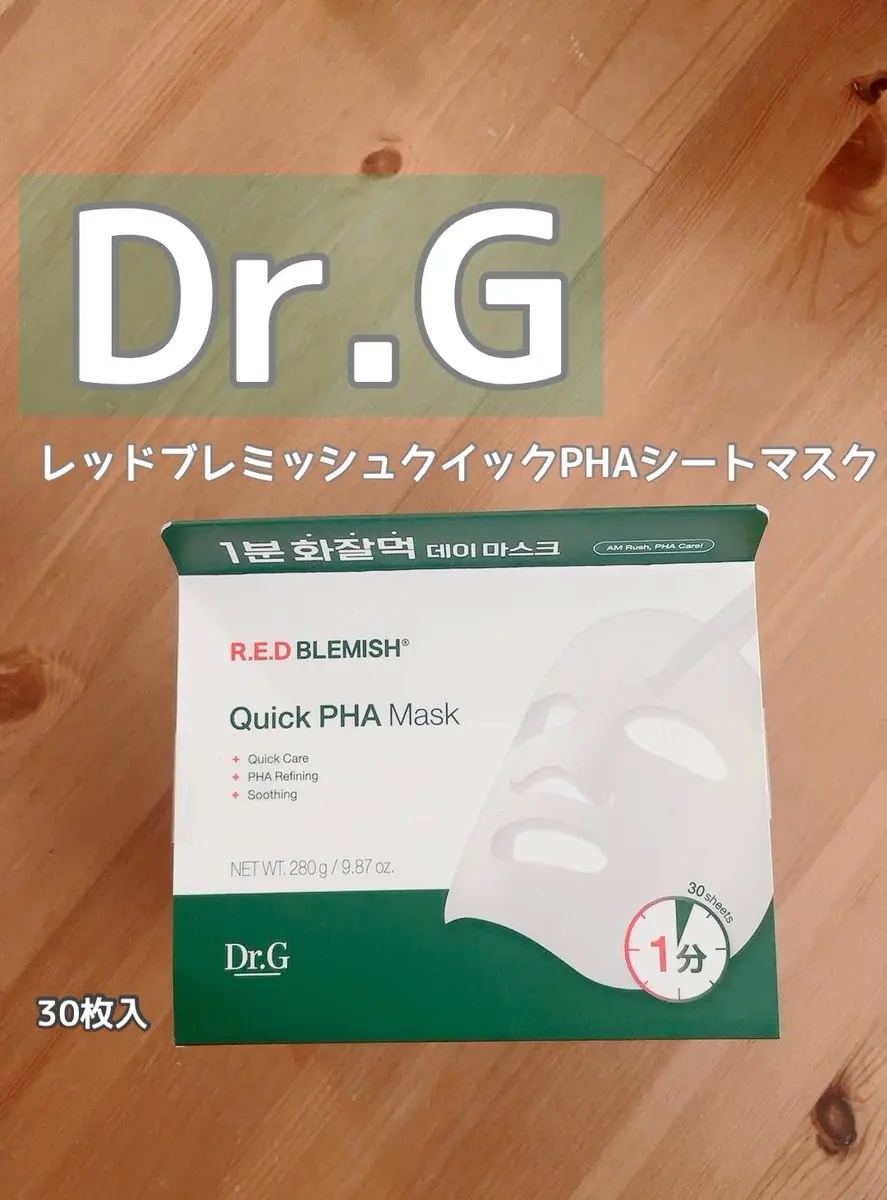 Dr.G
レッドブレミッシュクイックPHAシートマスク
1분 화잘먹 데이 마스크
AM Rush, PHA Care!
R.E.D BLEMISH®
Quick PHA Mask
+ Quick Care
+ PHA Refining
+ Soothing
NET WT. 280g / 9.87 oz.
30 sheets
1分
Dr.G
30枚入